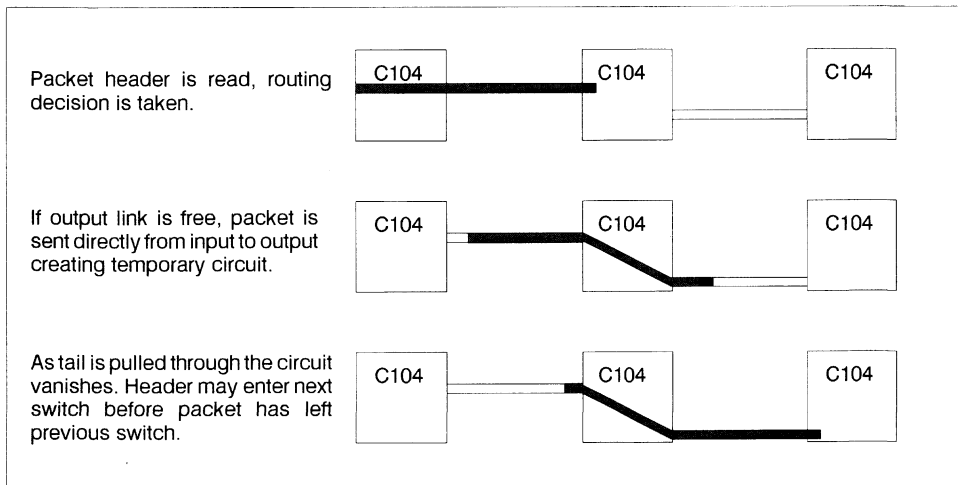 Packet header is read, routing
decision is taken.
C104
C104
C104
If output link is free, packet is
sent directly from input to output
creating temporary circuit.
C104
C104
C104
As tail is pulled through the circuit
vanishes. Header may enter next
switch before packet has left
previous switch.
C104
C104
C104